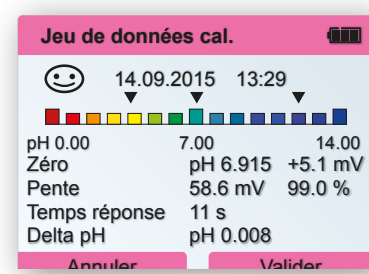 Jeu de données cal.
14.09.2015 13:29
pH 0.00 7.00 14.00
Zéro pH 6.915 +5.1 mV
Pente 58.6 mV 99.0 %
Temps réponse 11 s
Delta pH pH 0.008
Annuler Valider